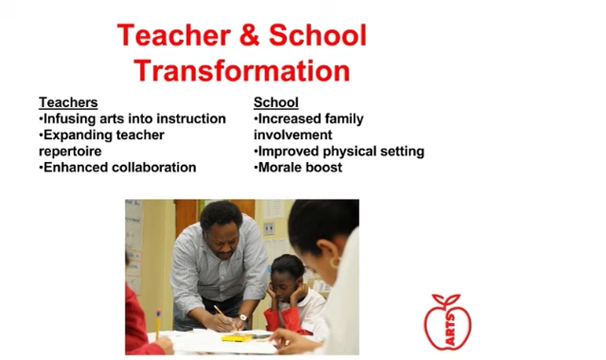 Teacher & School
Transformation
Teachers
•Infusing arts into instruction
•Expanding teacher
repertoire
•Enhanced collaboration
School
•Increased family
involvement
•Improved physical setting
•Morale boost
ARTS